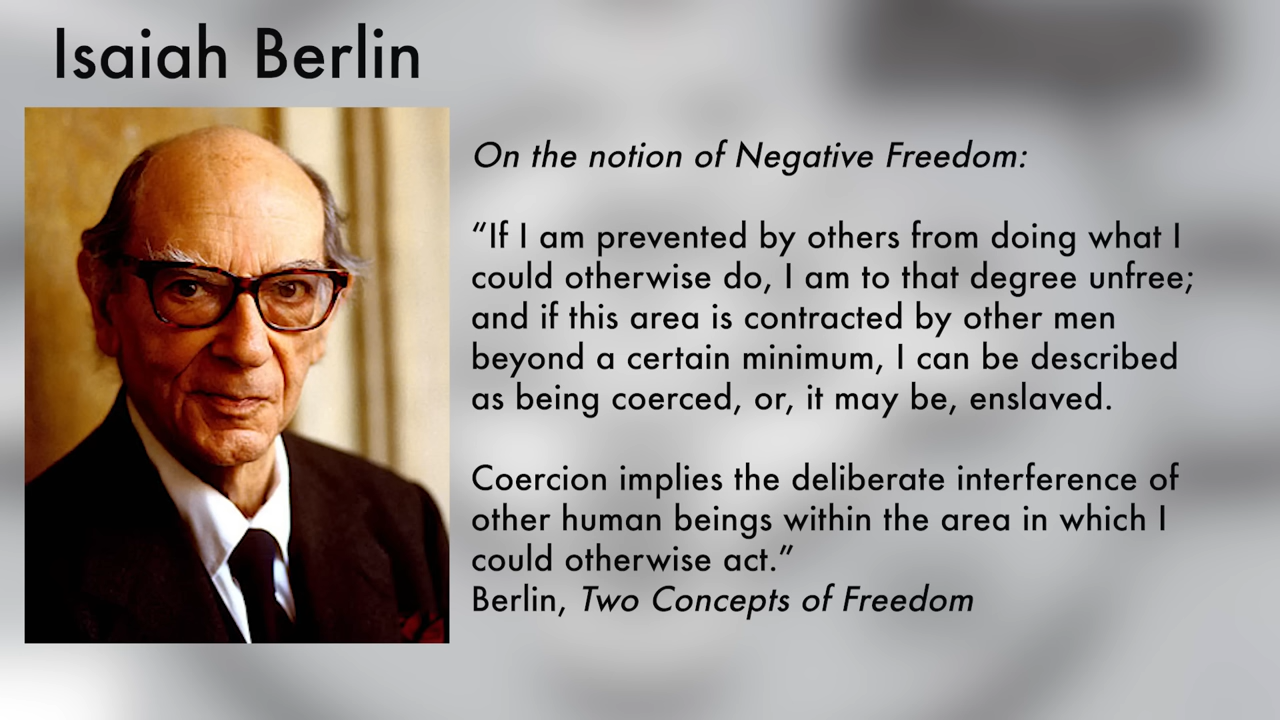 Isaiah Berlin
On the notion of Negative Freedom:
“If I am prevented by others from doing what I
could otherwise do, I am to that degree unfree;
and if this area is contracted by other men
beyond a certain minimum, I can be described
as being coerced, or, it may be, enslaved.
Coercion implies the deliberate interference of
other human beings within the area in which I
could otherwise act.”
Berlin, Two Concepts of Freedom